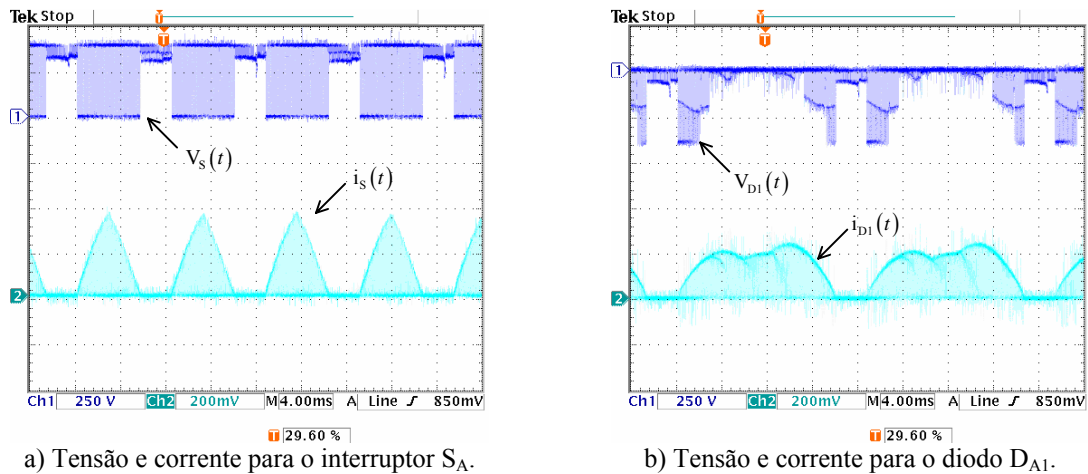 Tek Stop
T
T
1
V_S(t)
i_S(t)
2
Ch1 250 V Ch2 200mV M 4.00ms A Line ƒ 850mV
T 29.60 %
a) Tensão e corrente para o interruptor S_A.
Tek Stop
T
T
1
V_D1(t)
i_D1(t)
2
Ch1 250 V Ch2 200mV M 4.00ms A Line ƒ 850mV
T 29.60 %
b) Tensão e corrente para o diodo D_A1.